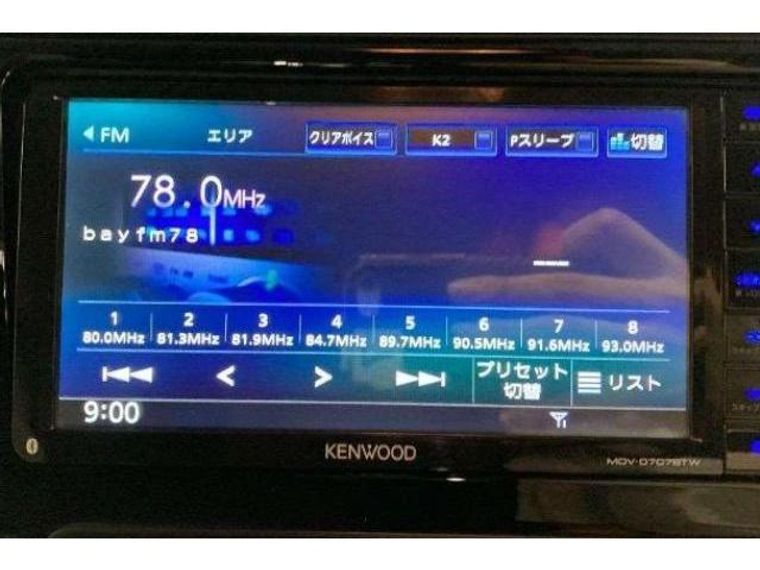 FM エリア クリアボイス K2 Pスリープ 切替
78.0MHz
bayfm78
1 2 3 4 5 6 7 8
80.0MHz 81.3MHz 81.9MHz 84.7MHz 89.7MHz 90.5MHz 91.6MHz 93.0MHz
プリセット
切替 リスト
9:00
KENWOOD
MDV-D707BTW